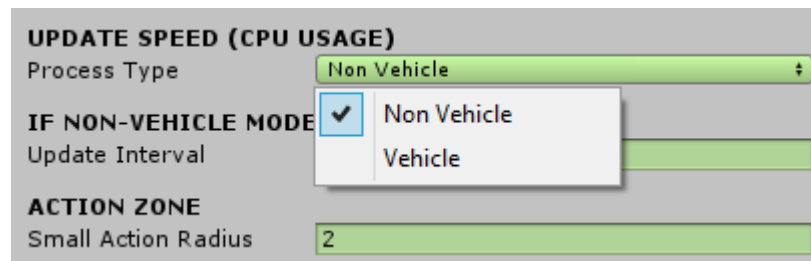 UPDATE SPEED (CPU USAGE)
Process Type Non Vehicle
IF NON-VEHICLE MODE
Non Vehicle
Update Interval
Vehicle
ACTION ZONE
Small Action Radius 2